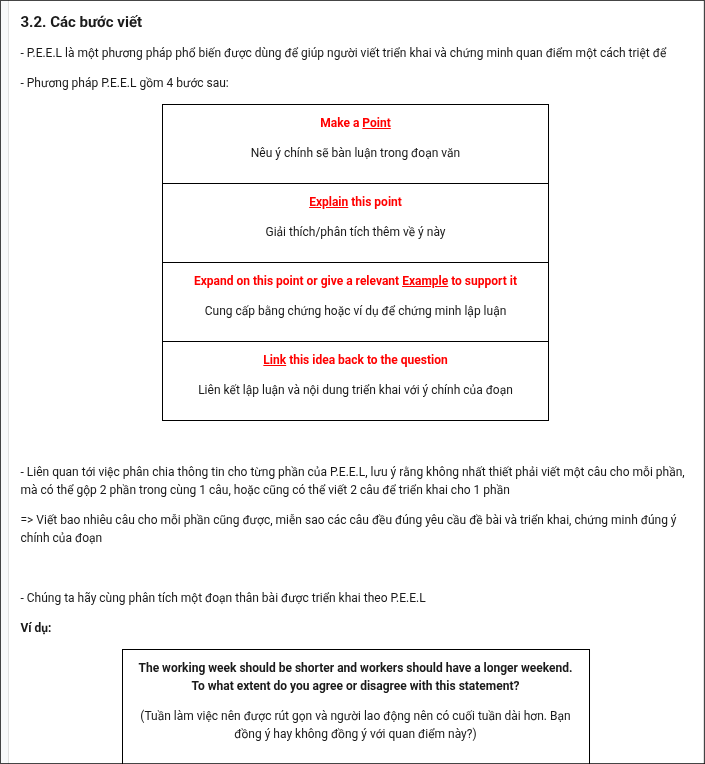 3.2. Các bước viết
- P.E.E.L là một phương pháp phổ biến được dùng để giúp người viết triển khai và chứng minh quan điểm một cách triệt để
- Phương pháp P.E.E.L gồm 4 bước sau:
Make a Point
Nêu ý chính sẽ bàn luận trong đoạn văn
Explain this point
Giải thích/phân tích thêm về ý này
Expand on this point or give a relevant Example to support it
Cung cấp bằng chứng hoặc ví dụ để chứng minh lập luận
Link this idea back to the question
Liên kết lập luận và nội dung triển khai với ý chính của đoạn
- Liên quan tới việc phân chia thông tin cho từng phần của P.E.E.L, lưu ý rằng không nhất thiết phải viết một câu cho mỗi phần,
mà có thể gộp 2 phần trong cùng 1 câu, hoặc cũng có thể viết 2 câu để triển khai cho 1 phần
=> Viết bao nhiêu câu cho mỗi phần cũng được, miễn sao các câu đều đúng yêu cầu đề bài và triển khai, chứng minh đúng ý
chính của đoạn
- Chúng ta hãy cùng phân tích một đoạn thân bài được triển khai theo P.E.E.L
Ví dụ:
The working week should be shorter and workers should have a longer weekend.
To what extent do you agree or disagree with this statement?
(Tuần làm việc nên được rút gọn và người lao động nên có cuối tuần dài hơn. Bạn
đồng ý hay không đồng ý với quan điểm này?)